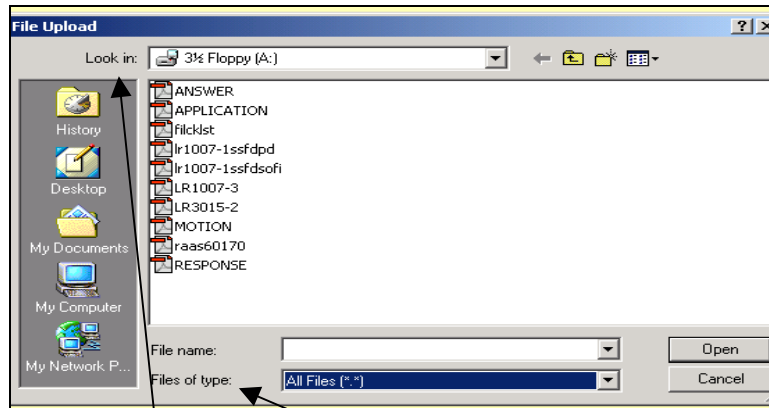 File Upload
Look in: 3½ Floppy (A:)
History
Desktop
My Documents
My Computer
My Network P...
ANSWER
APPLICATION
filcklst
lr1007-1ssfdpd
lr1007-1ssfdsofi
LR1007-3
LR3015-2
MOTION
raas60170
RESPONSE
File name:
Open
Files of type: All Files (*.*)
Cancel